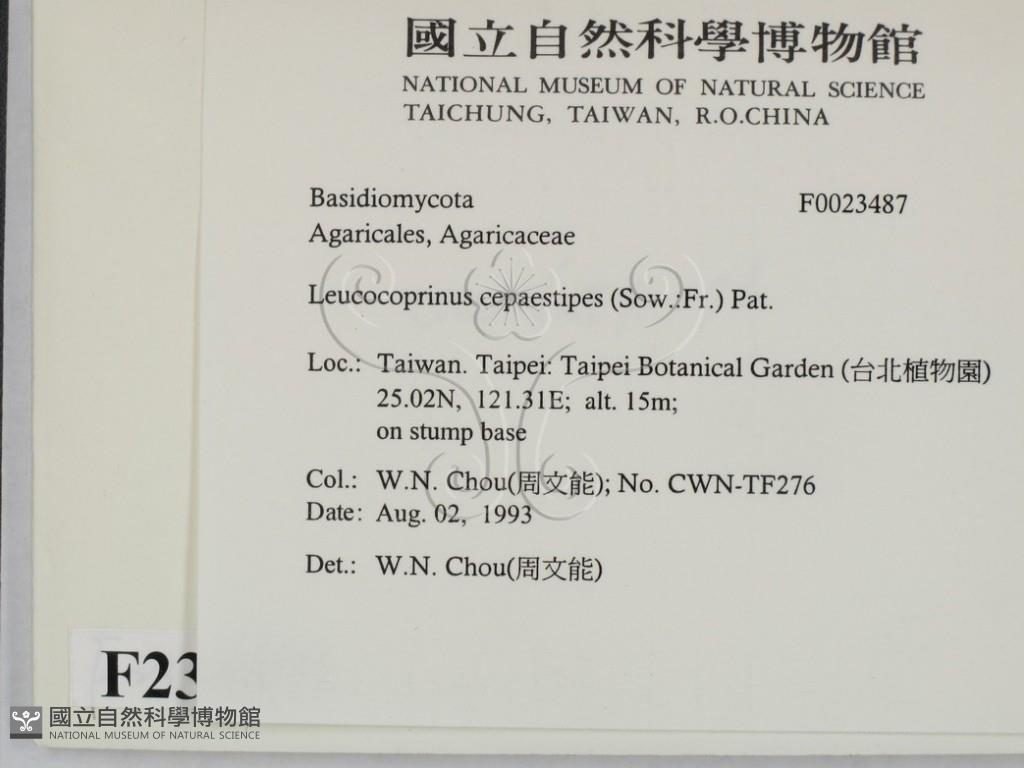 國立自然科學博物館
NATIONAL MUSEUM OF NATURAL SCIENCE
TAICHUNG, TAIWAN, R.O.CHINA
Basidiomycota F0023487
Agaricales, Agaricaceae
Leucocoprinus cepaestipes (Sow.:Fr.) Pat.
Loc.: Taiwan. Taipei: Taipei Botanical Garden (台北植物園)
25.02N, 121.31E; alt. 15m;
on stump base
Col.: W.N. Chou(周文能); No. CWN-TF276
Date: Aug. 02, 1993
Det.: W.N. Chou(周文能)
F23
國立自然科學博物館
NATIONAL MUSEUM OF NATURAL SCIENCE